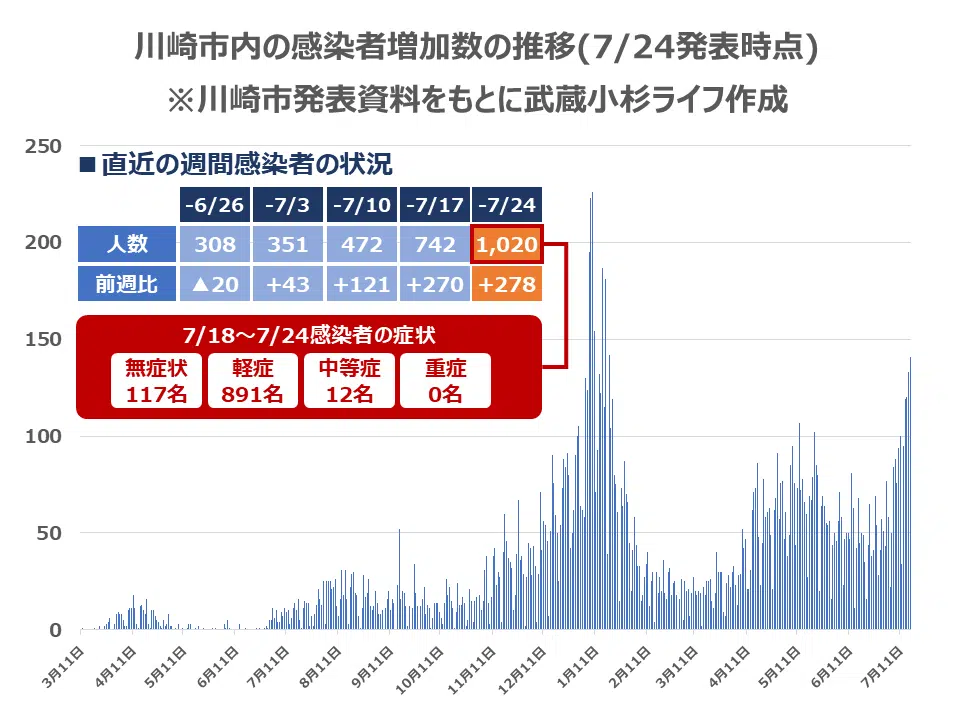 川崎市内の感染者増加数の推移(7/24発表時点)
※川崎市発表資料をもとに武蔵小杉ライフ作成
■直近の週間感染者の状況
-6/26 -7/3 -7/10 -7/17 -7/24
人数 308 351 472 742 1,020
前週比 ▲20 +43 +121 +270 +278
7/18～7/24感染者の症状
無症状 軽症 中等症 重症
117名 891名 12名 0名
250
200
150
100
50
0
3月11日 4月11日 5月11日 6月11日 7月11日 8月11日 9月11日 10月11日 11月11日 12月11日 1月11日 2月11日 3月11日 4月11日 5月11日 6月11日 7月11日